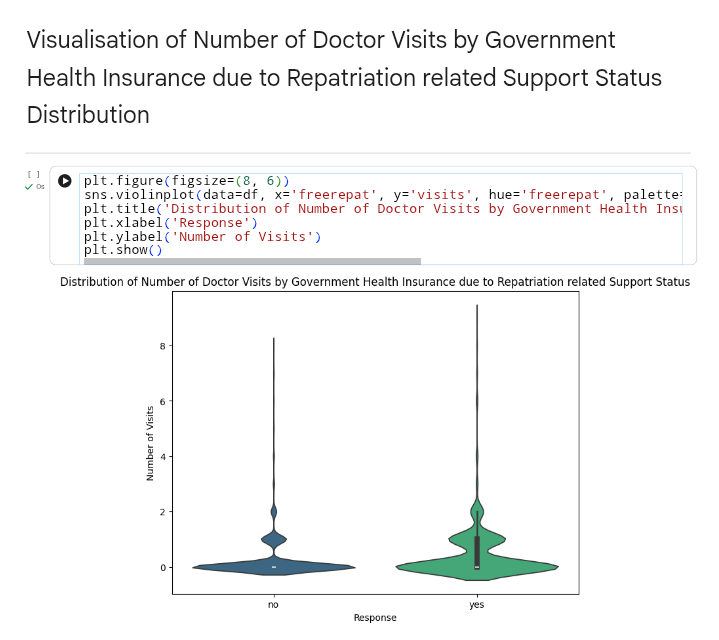 Visualisation of Number of Doctor Visits by Government
Health Insurance due to Repatriation related Support Status
Distribution
[ ]
0s
plt.figure(figsize=(8, 6))
sns.violinplot(data=df, x='freerepat', y='visits', hue='freerepat', palette=
plt.title('Distribution of Number of Doctor Visits by Government Health Insu
plt.xlabel('Response')
plt.ylabel('Number of Visits')
plt.show()
Distribution of Number of Doctor Visits by Government Health Insurance due to Repatriation related Support Status
8
6
4
2
0
Number of Visits
no
yes
Response